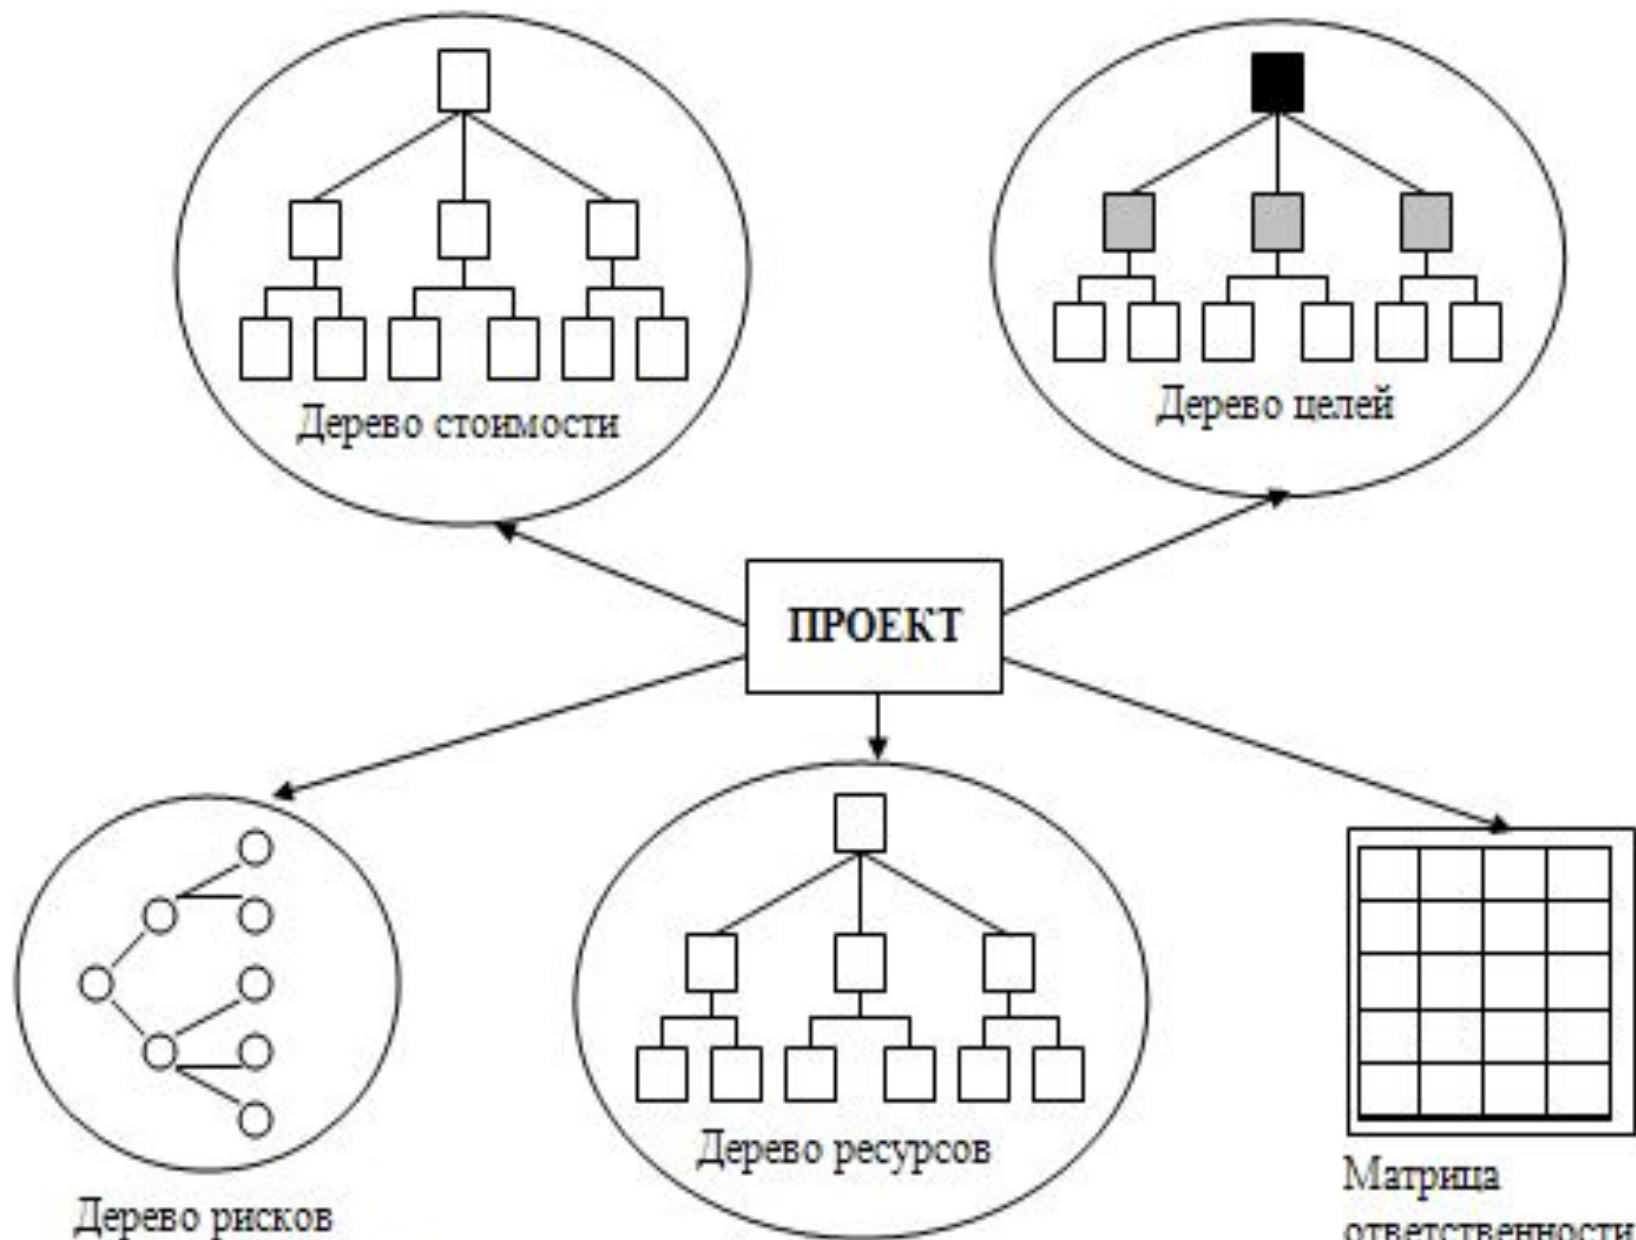 Дерево стоимости
Дерево целей
ПРОЕКТ
Дерево рисков
Дерево ресурсов
Матрица
ответственности